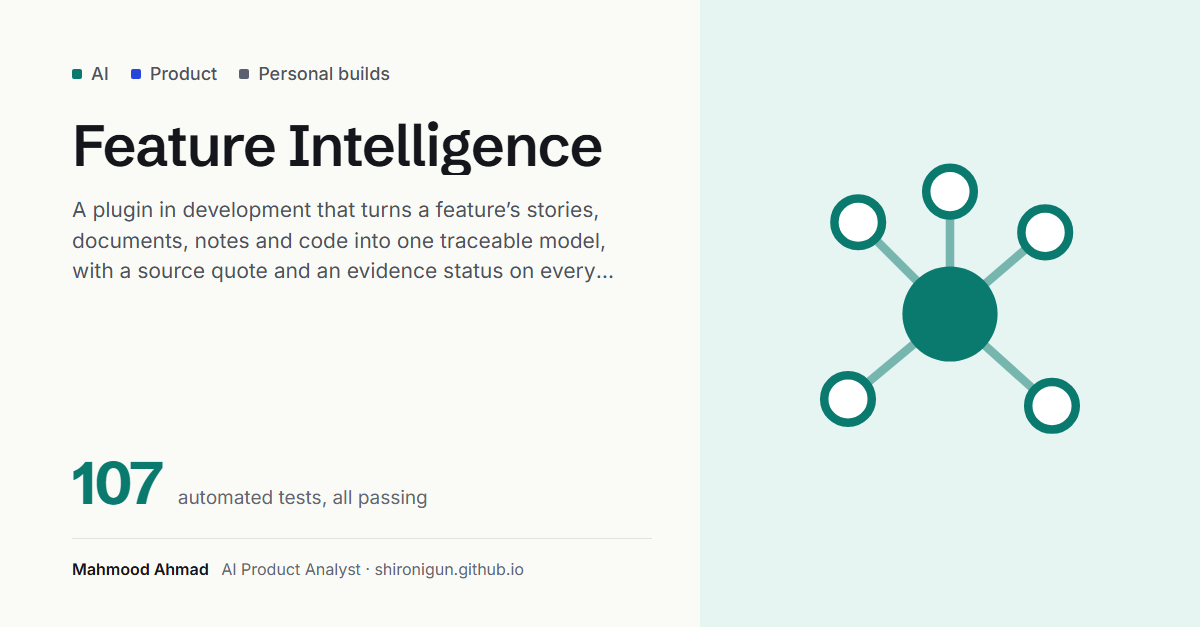 AI Product Personal builds
Feature Intelligence
A plugin in development that turns a feature’s stories,
documents, notes and code into one traceable model,
with a source quote and an evidence status on every…
107 automated tests, all passing
Mahmood Ahmad AI Product Analyst · shironigun.github.io